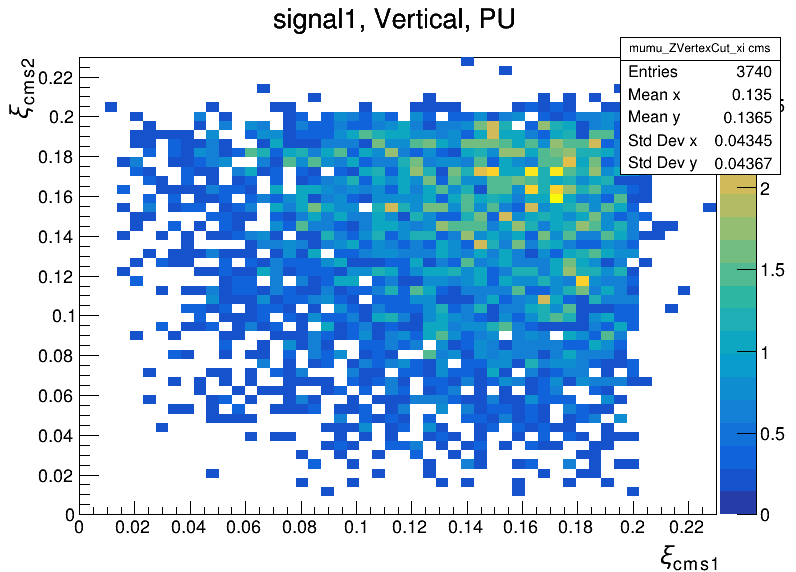 signal1, Vertical, PU
mumu_ZVertexCut_xi cms
Entries 3740
Mean x 0.135
Mean y 0.1365
Std Dev x 0.04345
Std Dev y 0.04367
ξcms2
0.22
0.2
0.18
0.16
0.14
0.12
0.1
0.08
0.06
0.04
0.02
0
0 0.02 0.04 0.06 0.08 0.1 0.12 0.14 0.16 0.18 0.2 0.22
ξcms1
2
1.5
1
0.5
0